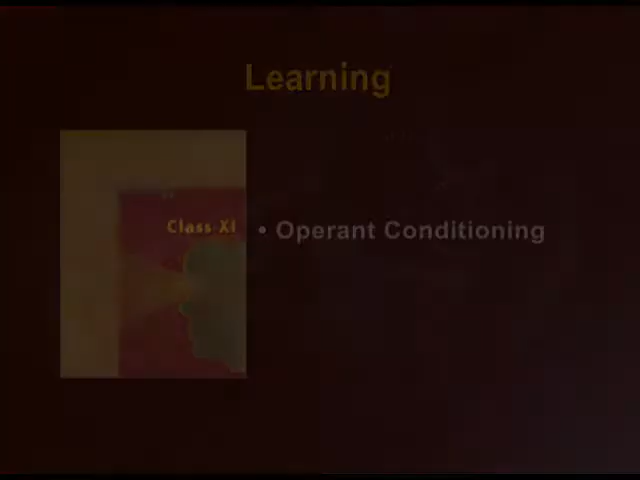 Learning
Class XI
• Operant Conditioning